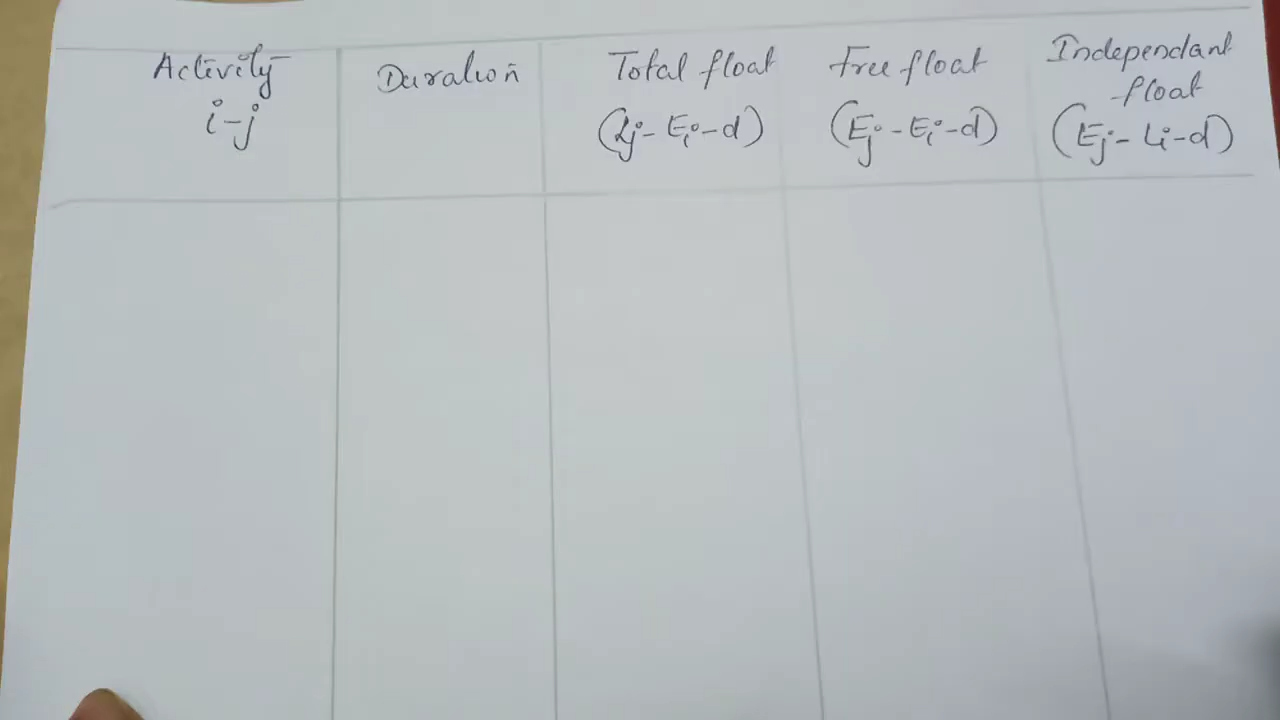 Activity
i-j
Duration
Total float
(Lj - Ei - d)
Free float
(Ej - Ei - d)
Independant
float
(Ej - Li - d)